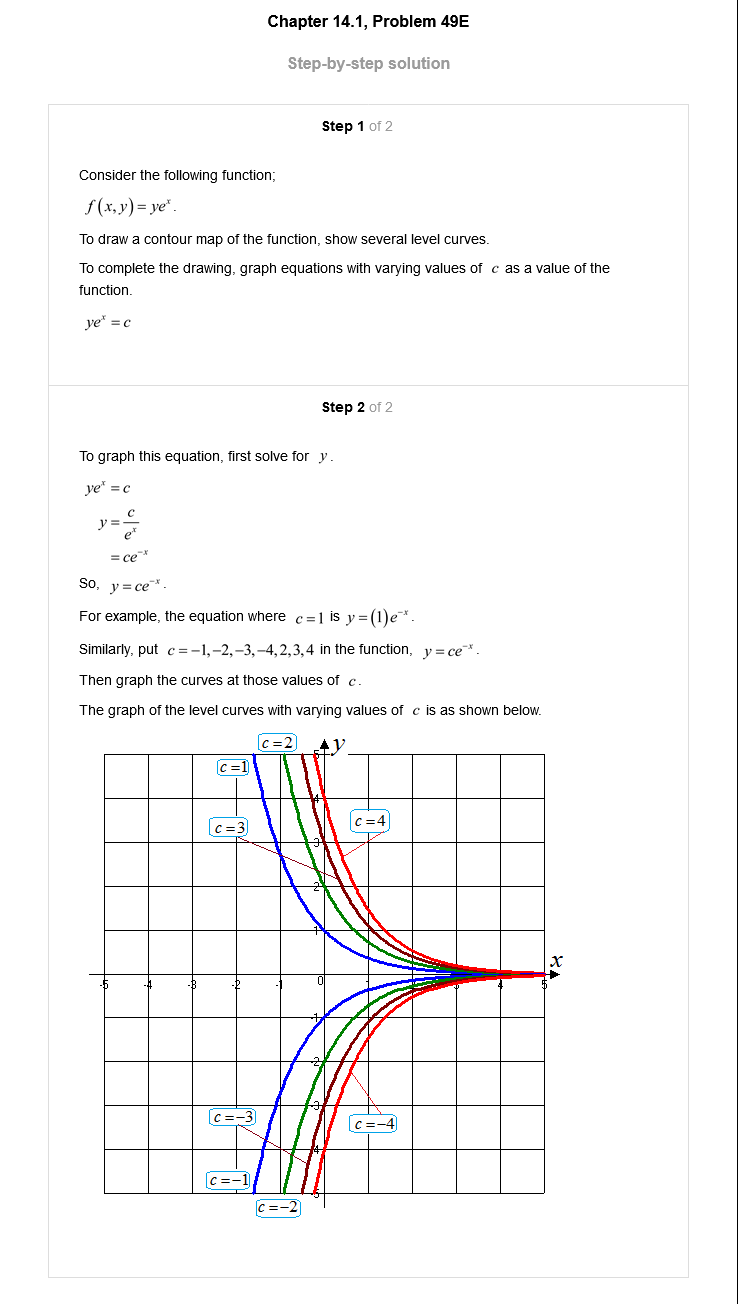 Chapter 14.1, Problem 49E
Step-by-step solution
Step 1 of 2
Consider the following function;
f(x, y) = yeˣ.
To draw a contour map of the function, show several level curves.
To complete the drawing, graph equations with varying values of c as a value of the
function.
yeˣ = c
Step 2 of 2
To graph this equation, first solve for y.
yeˣ = c
y = c/eˣ
= ce⁻ˣ
So, y = ce⁻ˣ.
For example, the equation where c = 1 is y = (1)e⁻ˣ.
Similarly, put c = −1, −2, −3, −4, 2, 3, 4 in the function, y = ce⁻ˣ.
Then graph the curves at those values of c.
The graph of the level curves with varying values of c is as shown below.
c = 2
y
5
c = 1
4
c = 4
c = 3
3
2
1
x
-5 -4 -3 -2 -1 0 3 4 5
-1
-2
-3
c = −3
c = −4
-4
c = −1
-5
c = −2